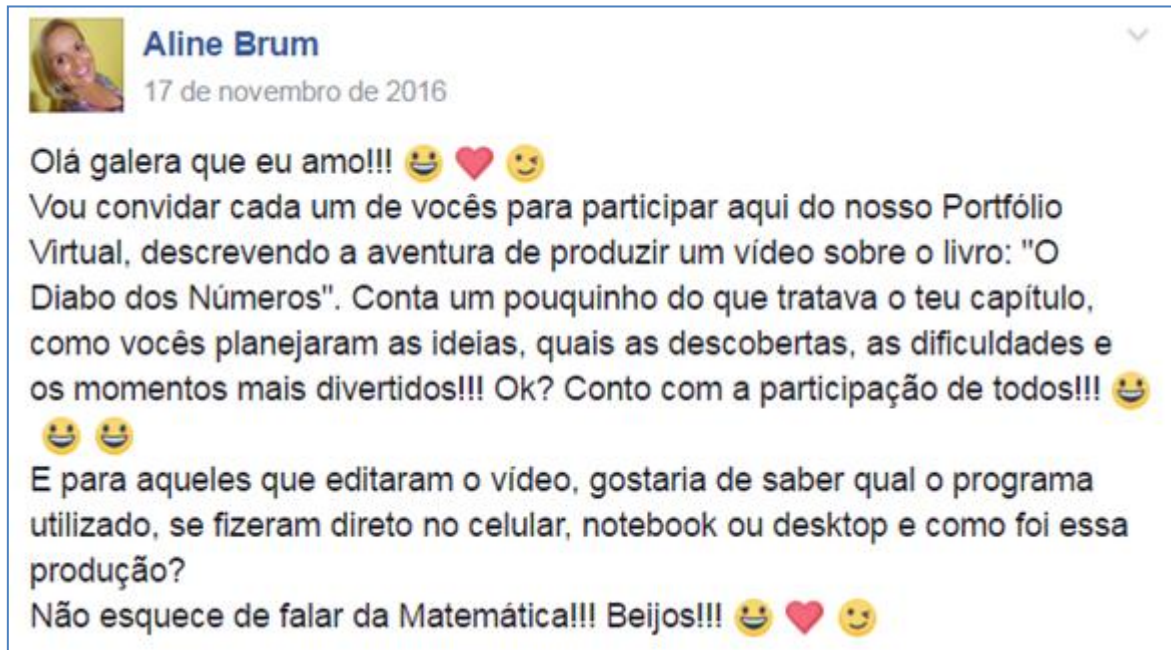 Aline Brum
17 de novembro de 2016
Olá galera que eu amo!!! 😀 ❤️ 😉
Vou convidar cada um de vocês para participar aqui do nosso Portfólio
Virtual, descrevendo a aventura de produzir um vídeo sobre o livro: "O
Diabo dos Números". Conta um pouquinho do que tratava o teu capítulo,
como vocês planejaram as ideias, quais as descobertas, as dificuldades e
os momentos mais divertidos!!! Ok? Conto com a participação de todos!!! 😀
😀 😀
E para aqueles que editaram o vídeo, gostaria de saber qual o programa
utilizado, se fizeram direto no celular, notebook ou desktop e como foi essa
produção?
Não esquece de falar da Matemática!!! Beijos!!! 😀 ❤️ 😉